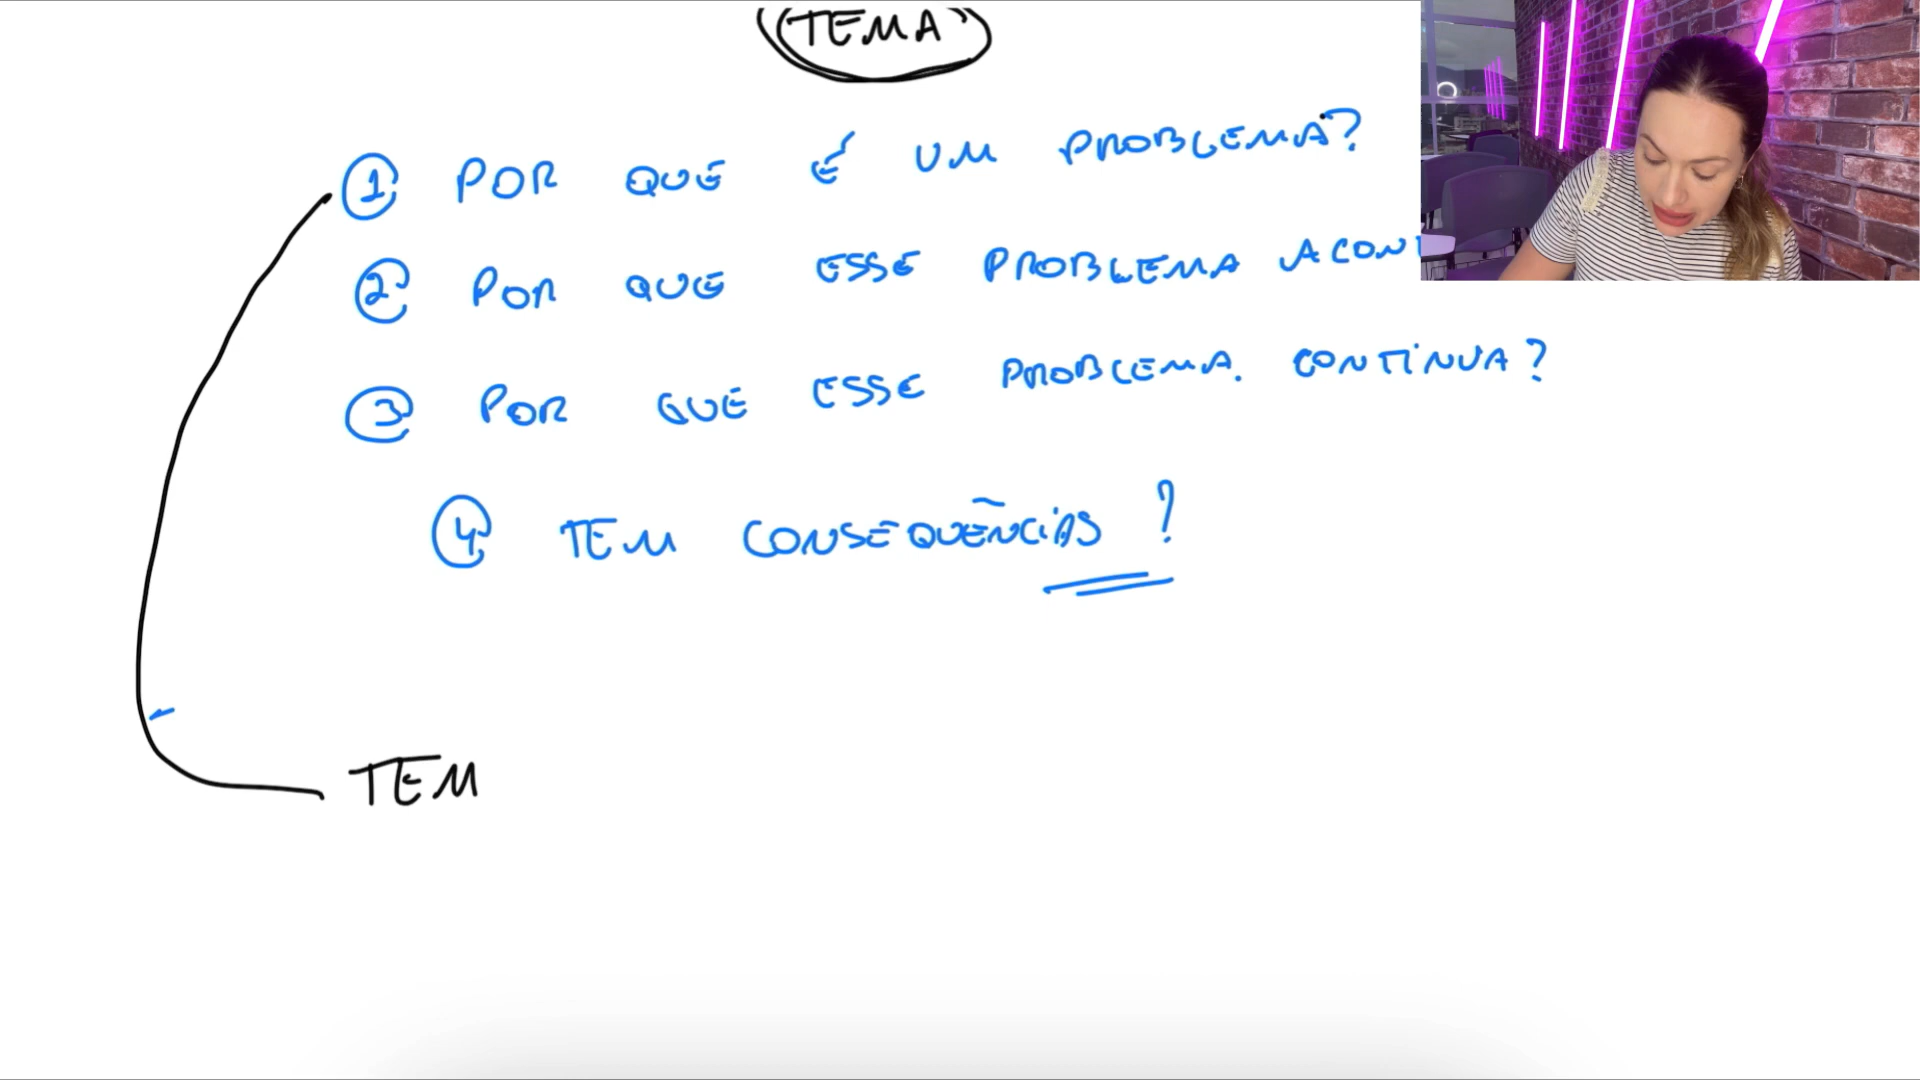 TEMA
1 POR QUE É UM PROBLEMA?
2 POR QUE ESSE PROBLEMA ACONT
3 POR QUE ESSE PROBLEMA. CONTINUA?
4 TEM CONSEQUÊNCIAS?
TEM